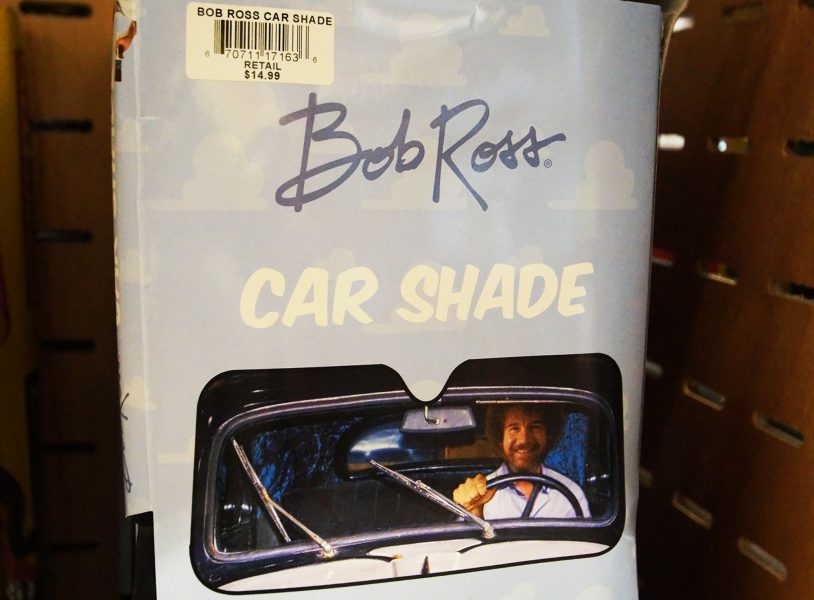 BOB ROSS CAR SHADE
6 70711 17163 6
RETAIL
$14.99
Bob Ross®
CAR SHADE